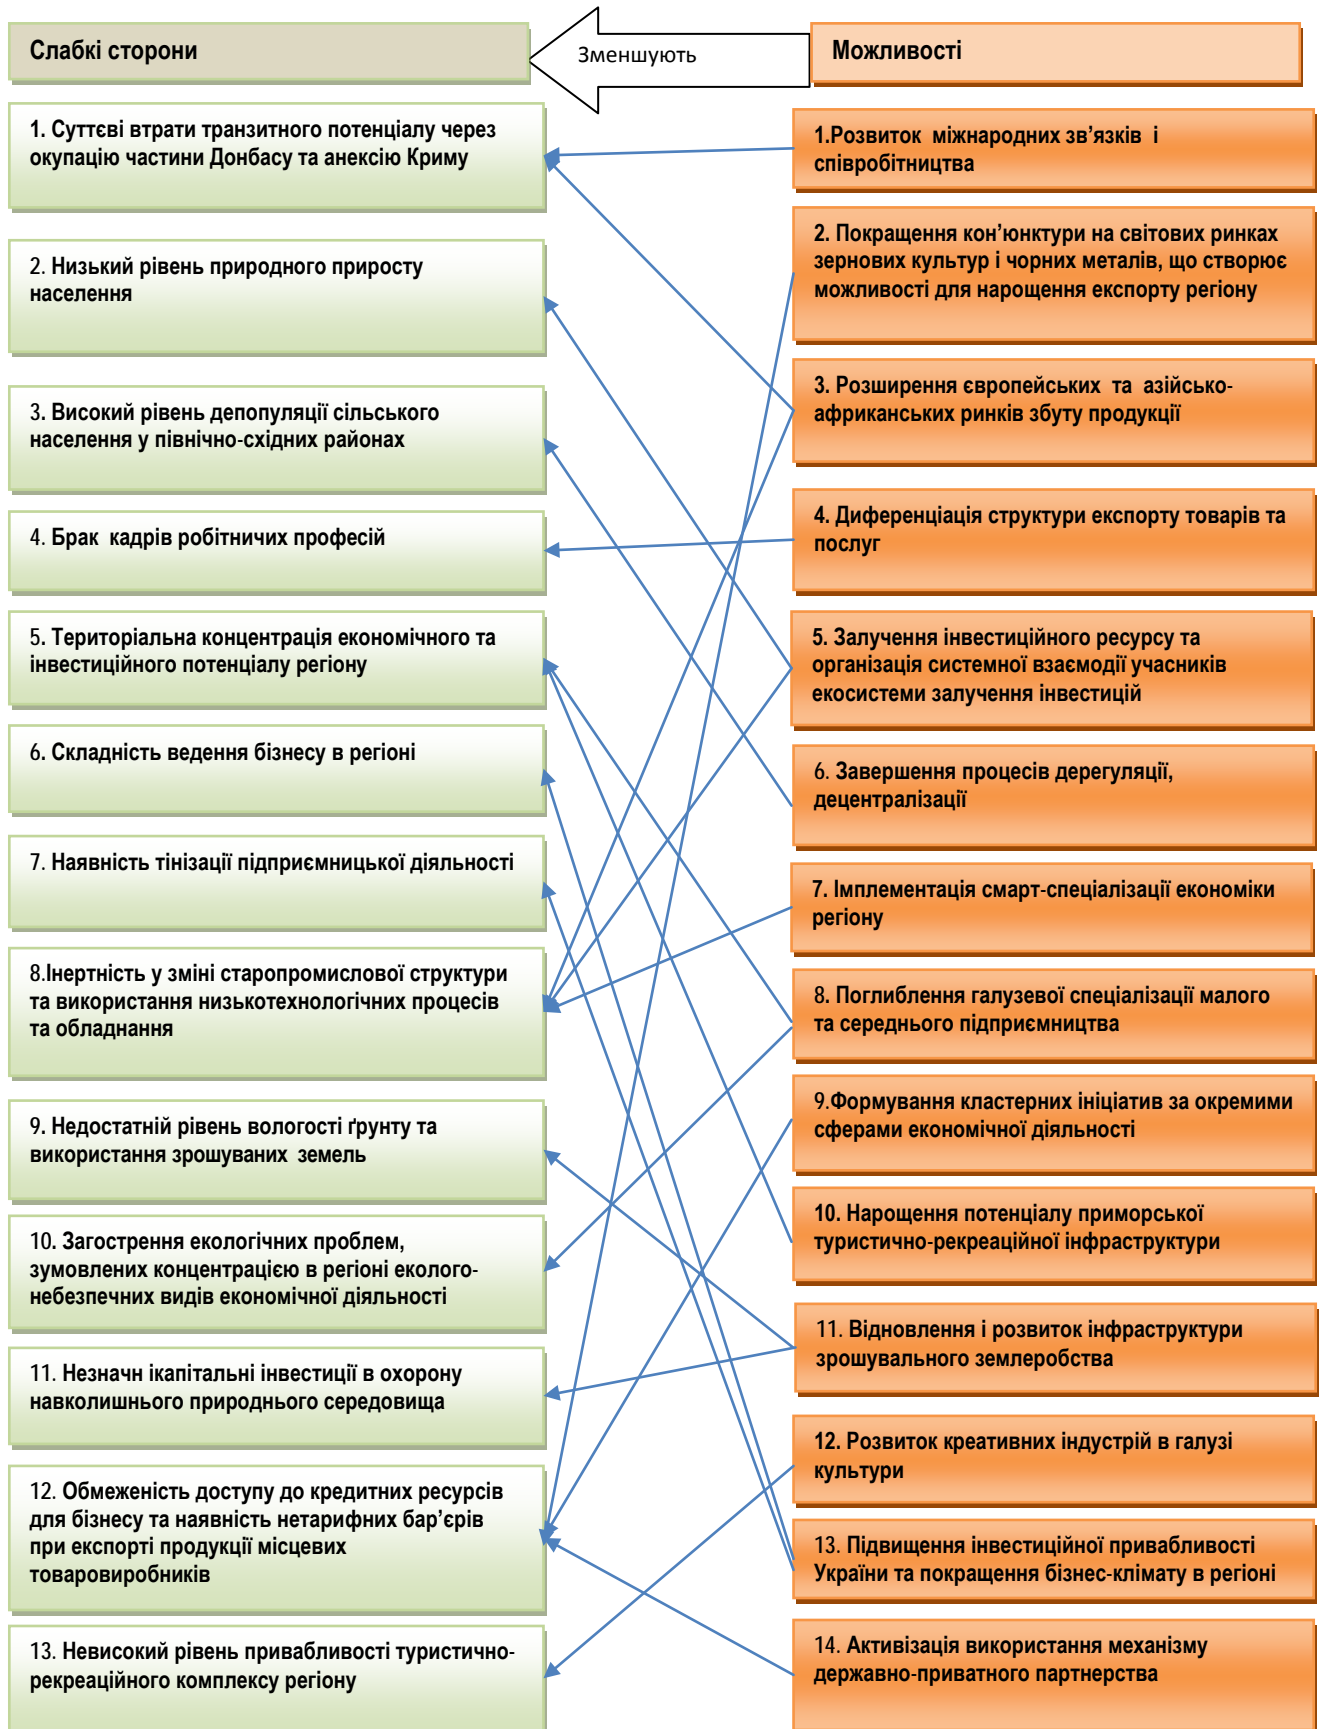 Слабкі сторони
Зменшують
Можливості
1. Суттєві втрати транзитного потенціалу через
окупацію частини Донбасу та анексію Криму
2. Низький рівень природного приросту
населення
3. Високий рівень депопуляції сільського
населення у північно-східних районах
4. Брак кадрів робітничих професій
5. Територіальна концентрація економічного та
інвестиційного потенціалу регіону
6. Складність ведення бізнесу в регіоні
7. Наявність тінізації підприємницької діяльності
8.Інертність у зміні старопромислової структури
та використання низькотехнологічних процесів
та обладнання
9. Недостатній рівень вологості ґрунту та
використання зрошуваних земель
10. Загострення екологічних проблем,
зумовлених концентрацією в регіоні еколого-
небезпечних видів економічної діяльності
11. Незначн ікапітальні інвестиції в охорону
навколишнього природнього середовища
12. Обмеженість доступу до кредитних ресурсів
для бізнесу та наявність нетарифних бар’єрів
при експорті продукції місцевих
товаровиробників
13. Невисокий рівень привабливості туристично-
рекреаційного комплексу регіону
1.Розвиток міжнародних зв’язків і
співробітництва
2. Покращення кон’юнктури на світових ринках
зернових культур і чорних металів, що створює
можливості для нарощення експорту регіону
3. Розширення європейських та азійсько-
африканських ринків збуту продукції
4. Диференціація структури експорту товарів та
послуг
5. Залучення інвестиційного ресурсу та
організація системної взаємодії учасників
екосистеми залучення інвестицій
6. Завершення процесів дерегуляції,
децентралізації
7. Імплементація смарт-спеціалізації економіки
регіону
8. Поглиблення галузевої спеціалізації малого
та середнього підприємництва
9.Формування кластерних ініціатив за окремими
сферами економічної діяльності
10. Нарощення потенціалу приморської
туристично-рекреаційної інфраструктури
11. Відновлення і розвиток інфраструктури
зрошувального землеробства
12. Розвиток креативних індустрій в галузі
культури
13. Підвищення інвестиційної привабливості
України та покращення бізнес-клімату в регіоні
14. Активізація використання механізму
державно-приватного партнерства